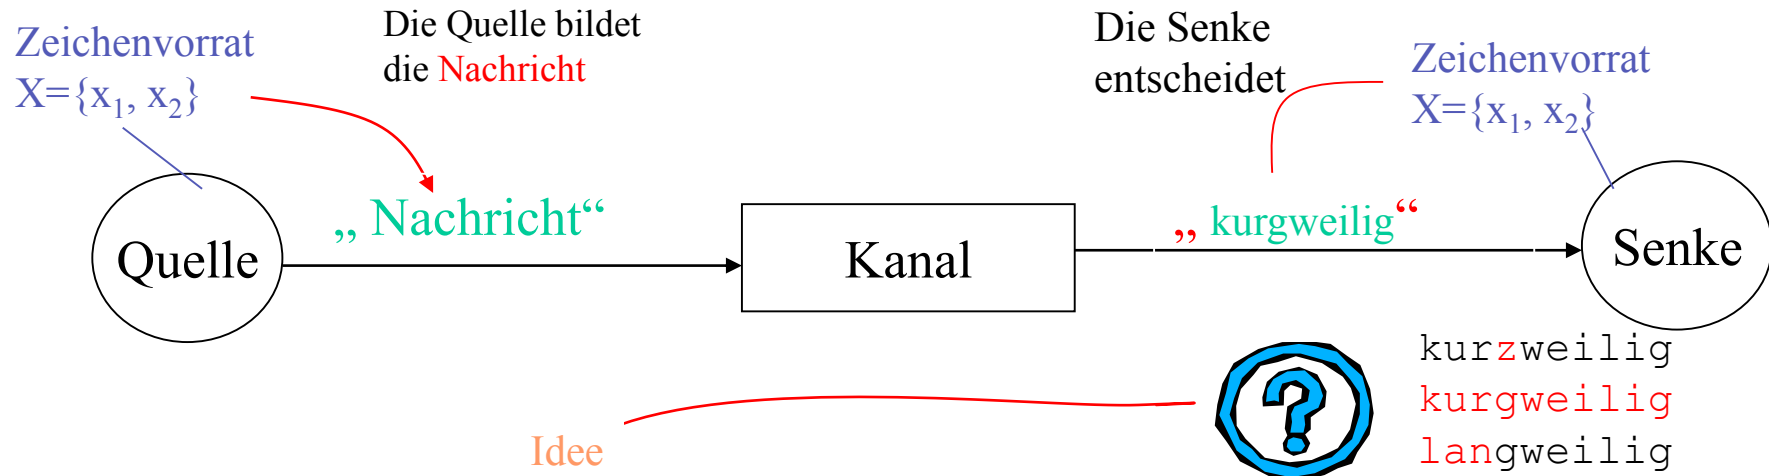 Zeichenvorrat
X={x₁, x₂}
Die Quelle bildet
die Nachricht
Die Senke
entscheidet
Zeichenvorrat
X={x₁, x₂}
Quelle
„ Nachricht“
Kanal
„ kurgweilig“
Senke
?
kurzweilig
kurgweilig
langweilig
Idee